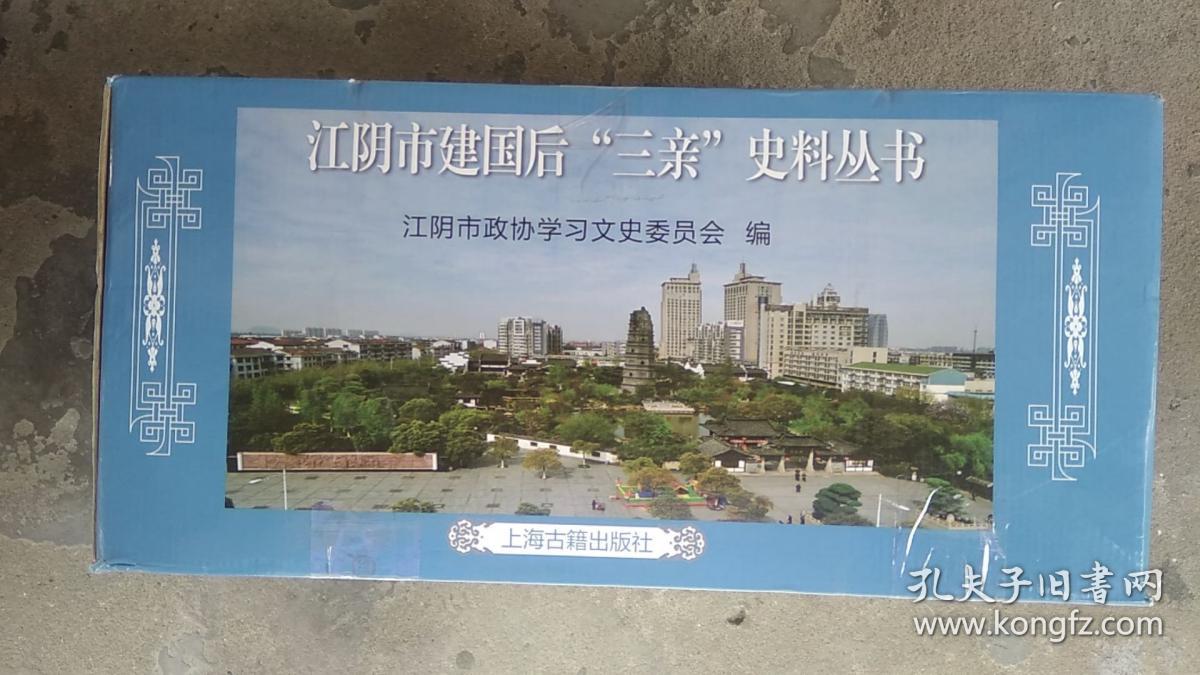 江阴市建国后“三亲”史料丛书
江阴市政协学习文史委员会 编
上海古籍出版社
孔夫子旧书网
www.kongfz.com